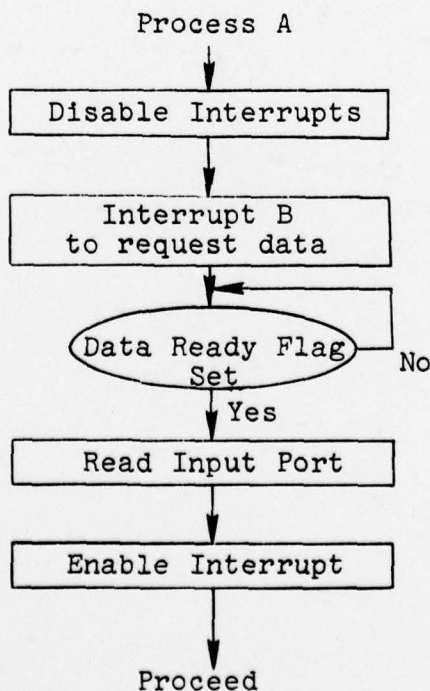 Process A
Disable Interrupts
Interrupt B
to request data
Data Ready Flag
Set
No
Yes
Read Input Port
Enable Interrupt
Proceed